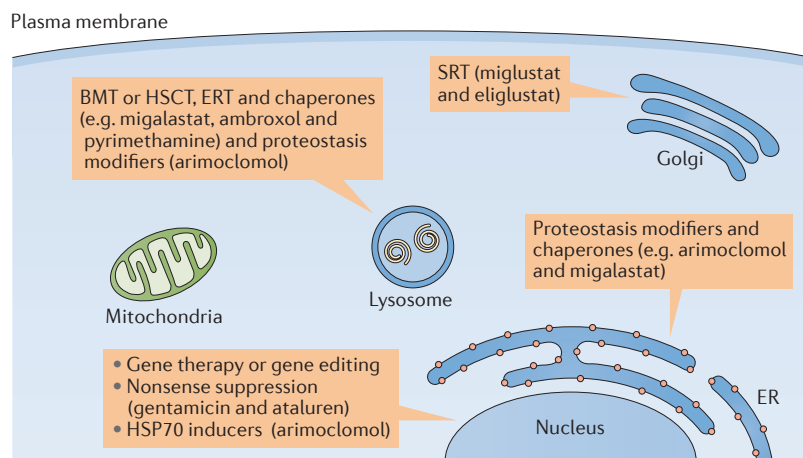 Plasma membrane
BMT or HSCT, ERT and chaperones
(e.g. migalastat, ambroxol and
pyrimethamine) and proteostasis
modifiers (arimoclomol)
SRT (miglustat
and eliglustat)
Golgi
Mitochondria
Lysosome
Proteostasis modifiers and
chaperones (e.g. arimoclomol
and migalastat)
• Gene therapy or gene editing
• Nonsense suppression
(gentamicin and ataluren)
• HSP70 inducers (arimoclomol)
ER
Nucleus